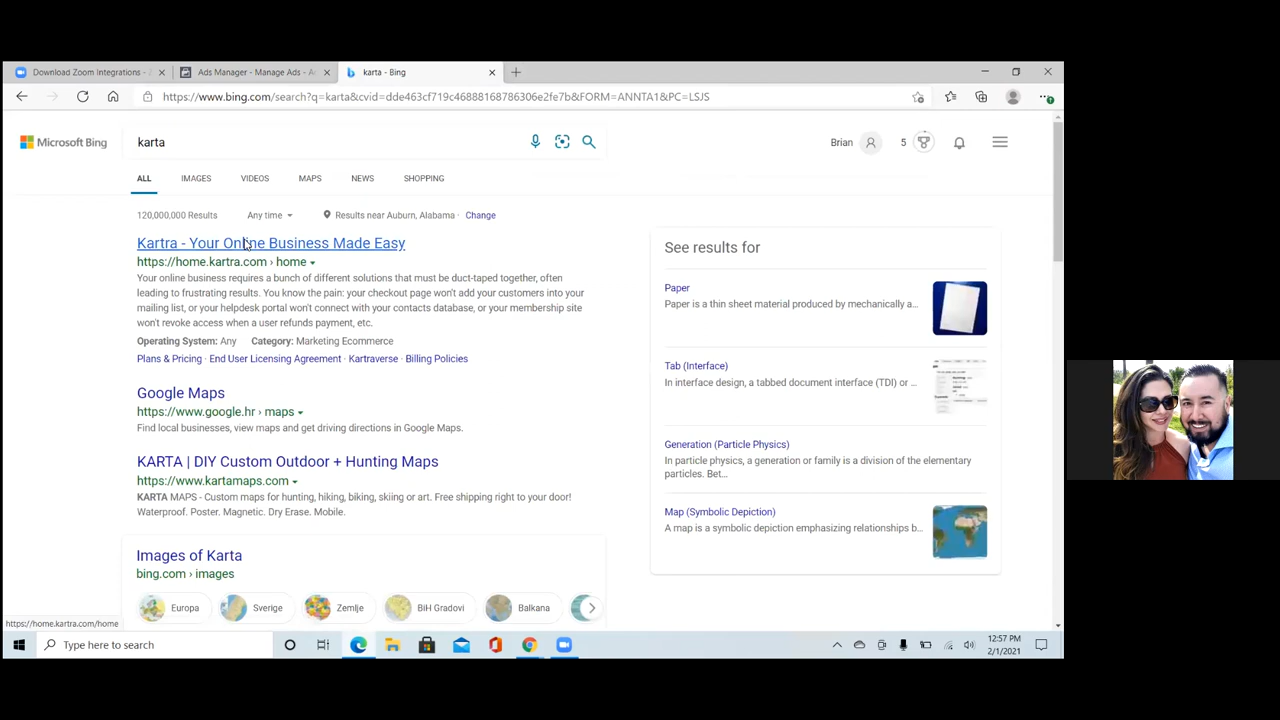 Download Zoom Integrations -
Ads Manager - Manage Ads - Ac
karta - Bing
https://www.bing.com/search?q=karta&cvid=dde463cf719c46888168786306e2fe7b&FORM=ANNTA1&PC=LSJS
Microsoft Bing
karta
Brian
5
ALL
IMAGES
VIDEOS
MAPS
NEWS
SHOPPING
120,000,000 Results
Any time
Results near Auburn, Alabama ·
Change
Kartra - Your Online Business Made Easy
https://home.kartra.com › home
Your online business requires a bunch of different solutions that must be duct-taped together, often
leading to frustrating results. You know the pain: your checkout page won't add your customers into your
mailing list, or your helpdesk portal won't connect with your contacts database, or your membership site
won't revoke access when a user refunds payment, etc.
Operating System: Any Category: Marketing Ecommerce
Plans & Pricing · End User Licensing Agreement · Kartraverse · Billing Policies
Google Maps
https://www.google.hr › maps
Find local businesses, view maps and get driving directions in Google Maps.
KARTA | DIY Custom Outdoor + Hunting Maps
https://www.kartamaps.com
KARTA MAPS - Custom maps for hunting, hiking, biking, skiing or art. Free shipping right to your door!
Waterproof. Poster. Magnetic. Dry Erase. Mobile.
Images of Karta
bing.com › images
Europa
Sverige
Zemlje
BiH Gradovi
Balkana
See results for
Paper
Paper is a thin sheet material produced by mechanically a...
Tab (Interface)
In interface design, a tabbed document interface (TDI) or ...
Generation (Particle Physics)
In particle physics, a generation or family is a division of the elementary
particles. Bet...
Map (Symbolic Depiction)
A map is a symbolic depiction emphasizing relationships b...
https://home.kartra.com/home
Type here to search
12:57 PM
2/1/2021